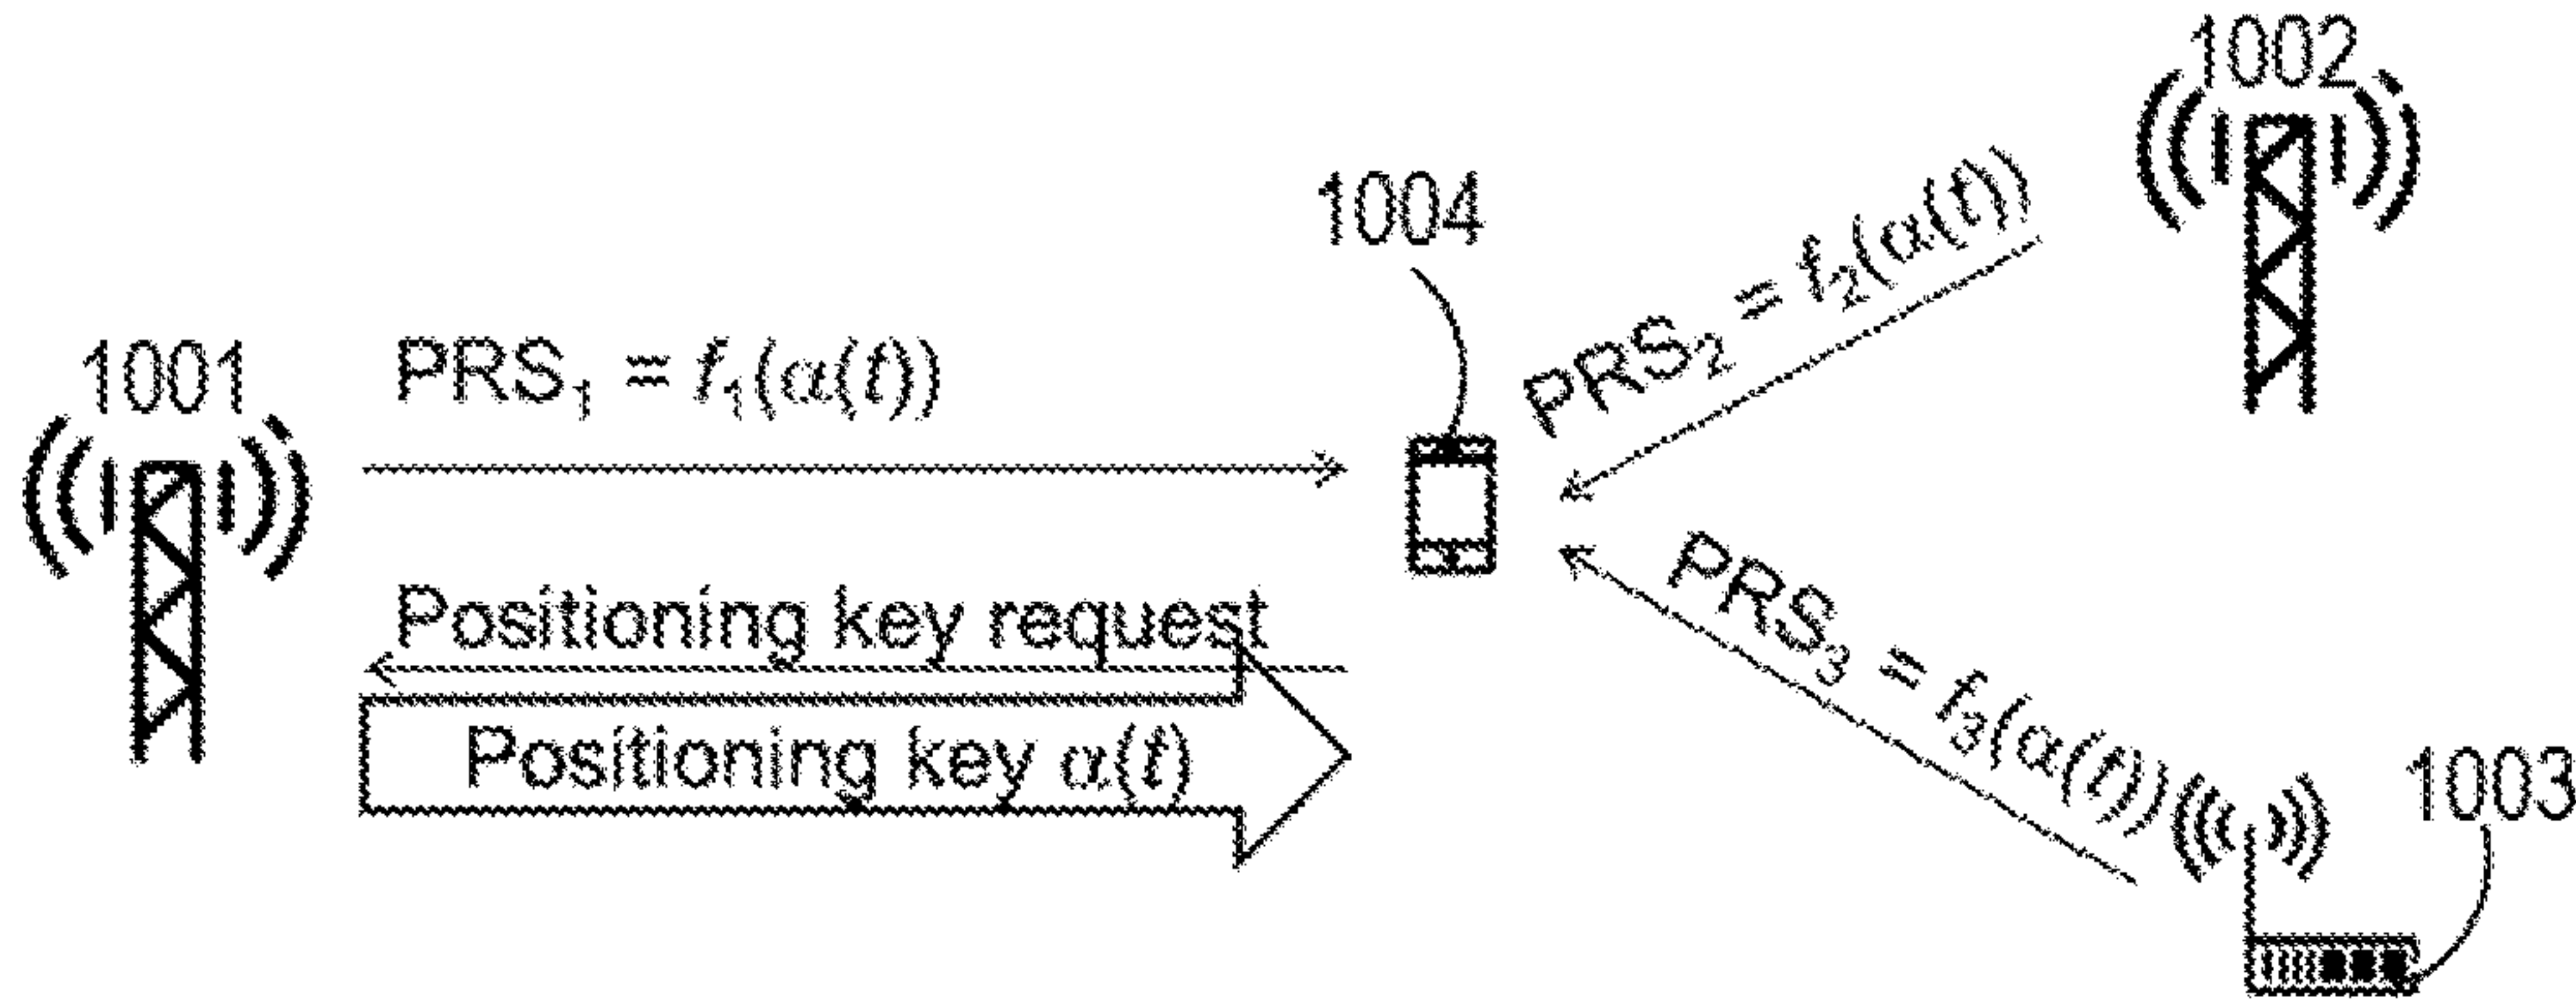 1002
1004
PRS₂ = f₂(α(t))
1001
PRS₁ = f₁(α(t))
Positioning key request
PRS₃ = f₃(α(t))
Positioning key α(t)
1003